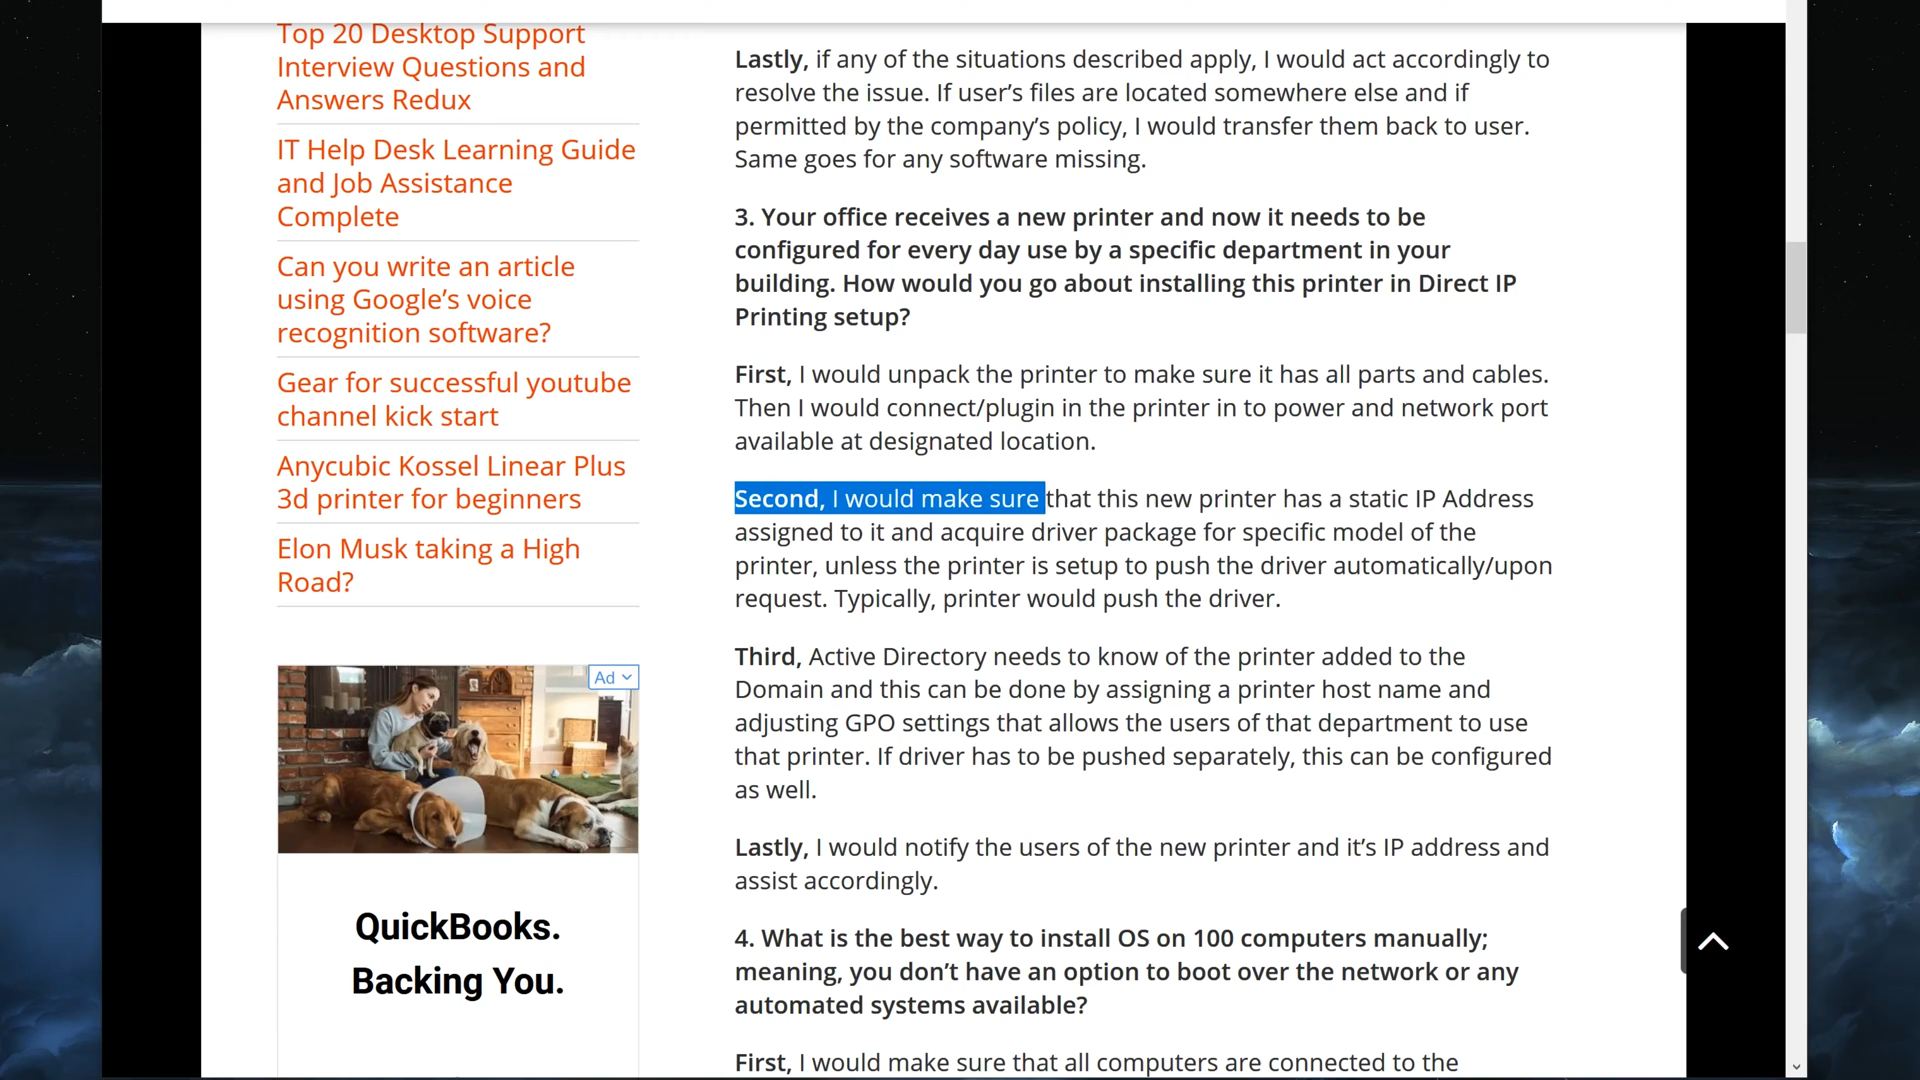 Top 20 Desktop Support
Interview Questions and
Answers Redux
IT Help Desk Learning Guide
and Job Assistance
Complete
Can you write an article
using Google’s voice
recognition software?
Gear for successful youtube
channel kick start
Anycubic Kossel Linear Plus
3d printer for beginners
Elon Musk taking a High
Road?
Ad
QuickBooks.
Backing You.
Lastly, if any of the situations described apply, I would act accordingly to
resolve the issue. If user’s files are located somewhere else and if
permitted by the company’s policy, I would transfer them back to user.
Same goes for any software missing.
3. Your office receives a new printer and now it needs to be
configured for every day use by a specific department in your
building. How would you go about installing this printer in Direct IP
Printing setup?
First, I would unpack the printer to make sure it has all parts and cables.
Then I would connect/plugin in the printer in to power and network port
available at designated location.
Second, I would make sure that this new printer has a static IP Address
assigned to it and acquire driver package for specific model of the
printer, unless the printer is setup to push the driver automatically/upon
request. Typically, printer would push the driver.
Third, Active Directory needs to know of the printer added to the
Domain and this can be done by assigning a printer host name and
adjusting GPO settings that allows the users of that department to use
that printer. If driver has to be pushed separately, this can be configured
as well.
Lastly, I would notify the users of the new printer and it’s IP address and
assist accordingly.
4. What is the best way to install OS on 100 computers manually;
meaning, you don’t have an option to boot over the network or any
automated systems available?
First, I would make sure that all computers are connected to the